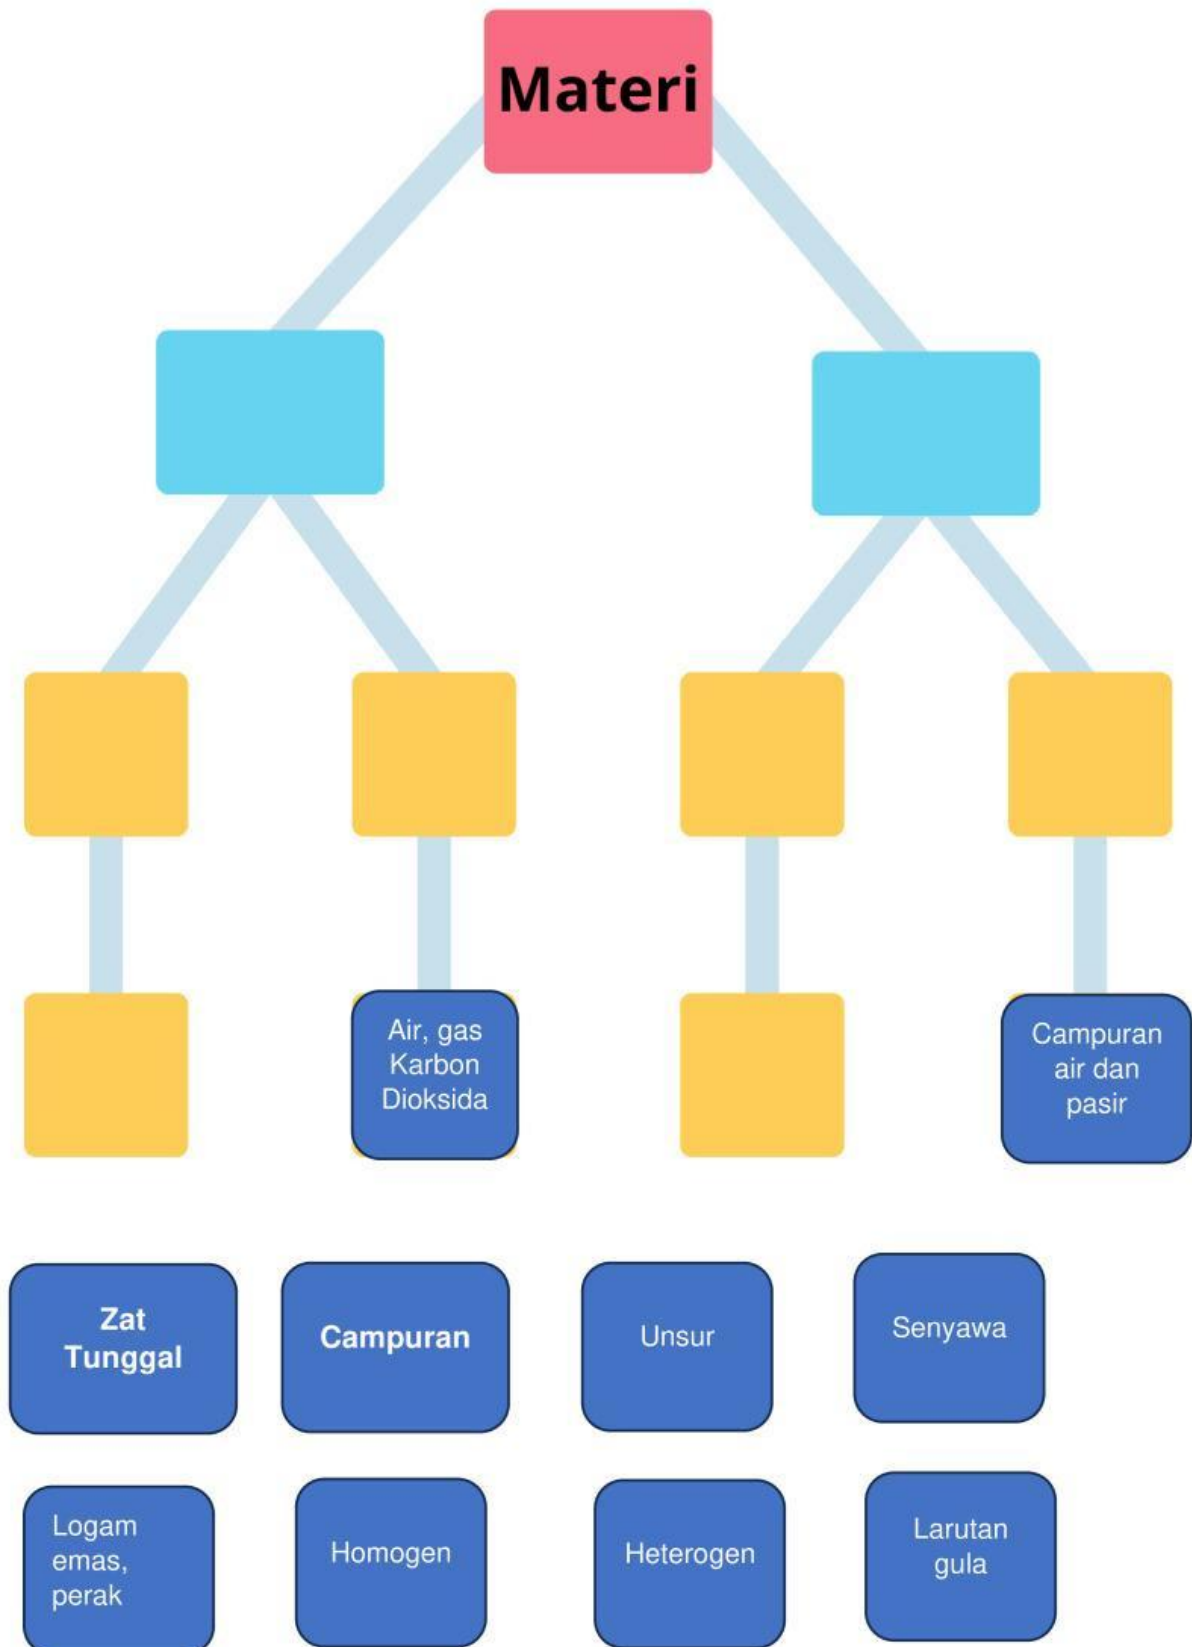 Materi
Air, gas
Karbon
Dioksida
Campuran
air dan
pasir
Zat
Tunggal
Campuran
Unsur
Senyawa
Logam
emas,
perak
Homogen
Heterogen
Larutan
gula